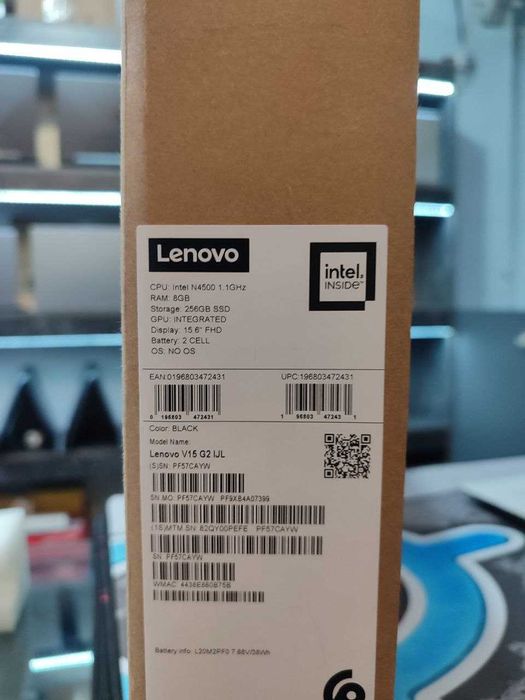 Lenovo
intel.
INSIDE™
CPU: Intel N4500 1.1GHz
RAM: 8GB
Storage: 256GB SSD
GPU: INTEGRATED
Display: 15.6" FHD
Battery: 2 CELL
OS: NO OS
EAN:0196803472431
UPC:196803472431
0 196803 472431
1 96803 47243 1
Color: BLACK
Model Name:
Lenovo V15 G2 IJL
(S)SN: PF57CAYW
SN.MO: PF57CAYW PF9XB4A07399
(1S)MTM SN: 82QY00PEFE PF57CAYW
SN: PF57CAYW
WMAC: 4438E880B75B
Battery info: L20M2PF0 7.68V/38Wh